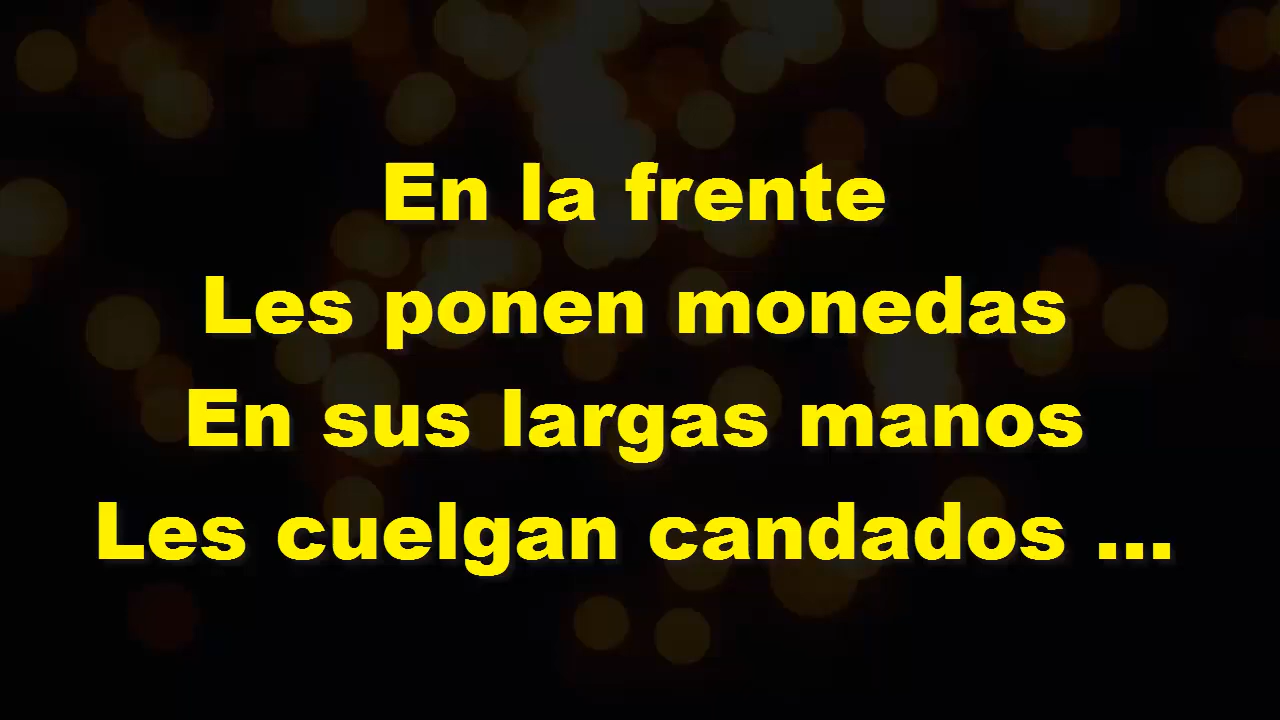 En la frente
Les ponen monedas
En sus largas manos
Les cuelgan candados ...